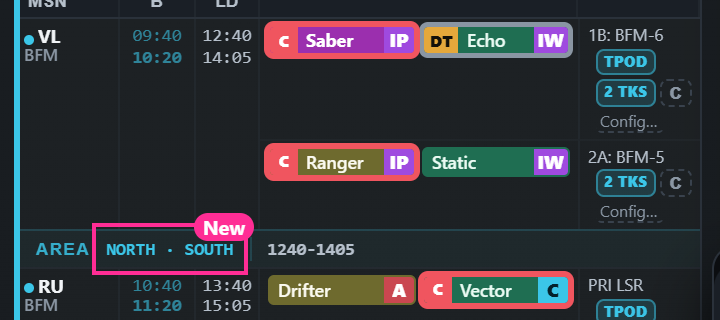 MSN B LD
VL 09:40 12:40 C Saber IP DT Echo IW 1B: BFM-6
BFM 10:20 14:05 TPOD
2 TKS C
Config...
C Ranger IP Static IW 2A: BFM-5
2 TKS C
Config...
New
AREA NORTH · SOUTH 1240-1405
RU 10:40 13:40 Drifter A C Vector C PRI LSR
BFM 11:20 15:05 TPOD